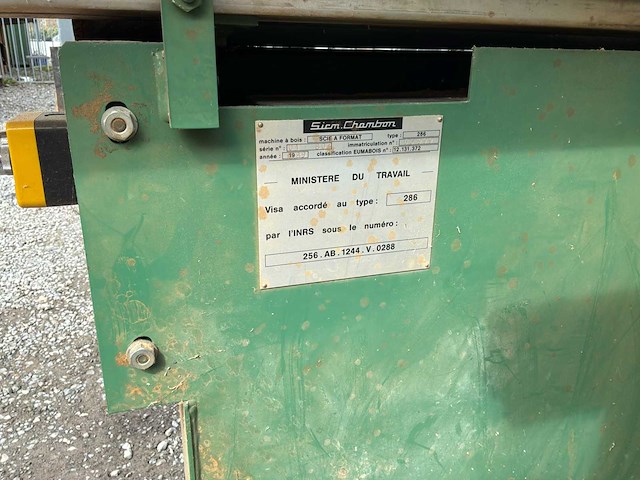 Sicm.Chambon
machine à bois : SCIE A FORMAT type : 286
série n° : immatriculation n° :
année : 19 classification EUMABOIS n° : 12.131.372
MINISTERE DU TRAVAIL
Visa accordé au type : 286
par l'INRS sous le numéro :
256.AB.1244.V.0288